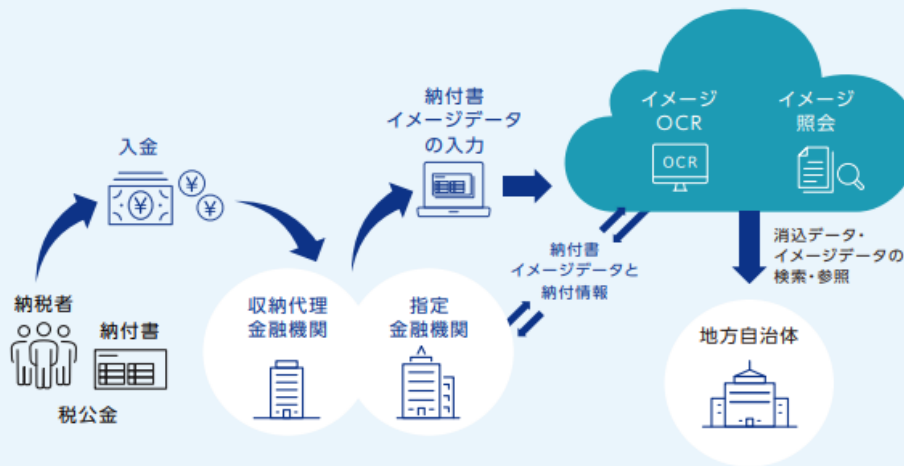 納税者
納付書
税公金
入金
収納代理
金融機関
指定
金融機関
納付書
イメージデータ
の入力
イメージ
OCR
OCR
イメージ
照会
納付書
イメージデータと
納付情報
消込データ・
イメージデータの
検索・参照
地方自治体